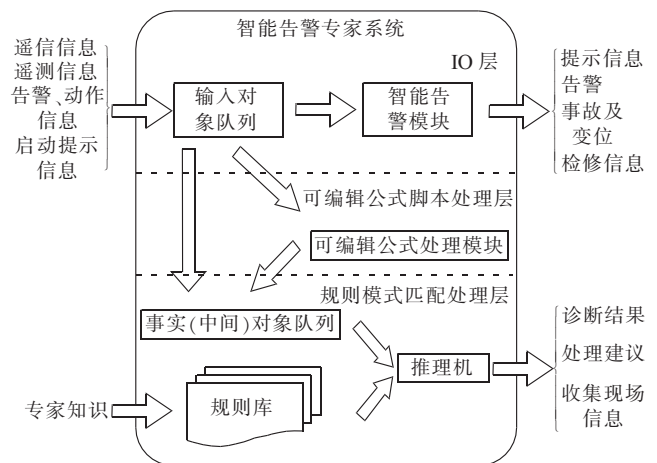 智能告警专家系统
遥信信息
遥测信息
告警、动作
信息
启动提示
信息
IO 层
输入对
象队列
智能告
警模块
提示信息
告警
事故及
变位
检修信息
可编辑公式脚本处理层
可编辑公式处理模块
规则模式匹配处理层
事实(中间)对象队列
推理机
专家知识
规则库
诊断结果
处理建议
收集现场
信息